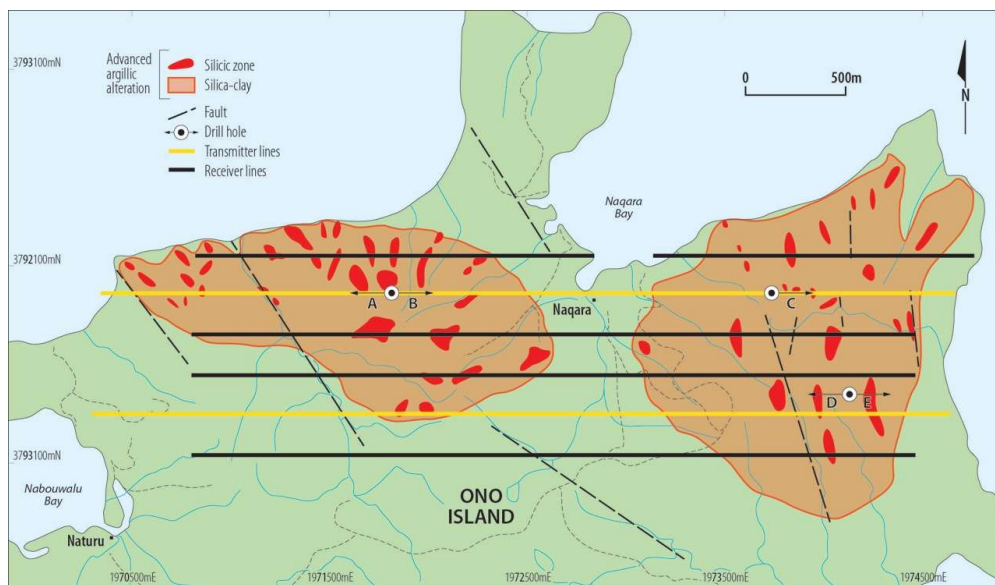 3793100mN
Advanced
argillic
alteration
Silicic zone
Silica-clay
Fault
Drill hole
Transmitter lines
Receiver lines
0 500m
N
Naqara
Bay
3792100mN
A B
C
Naqara
D E
3793100mN
Nabouwalu
Bay
ONO
ISLAND
Naturu
1970500mE 1971500mE 1972500mE 1973500mE 1974500mE